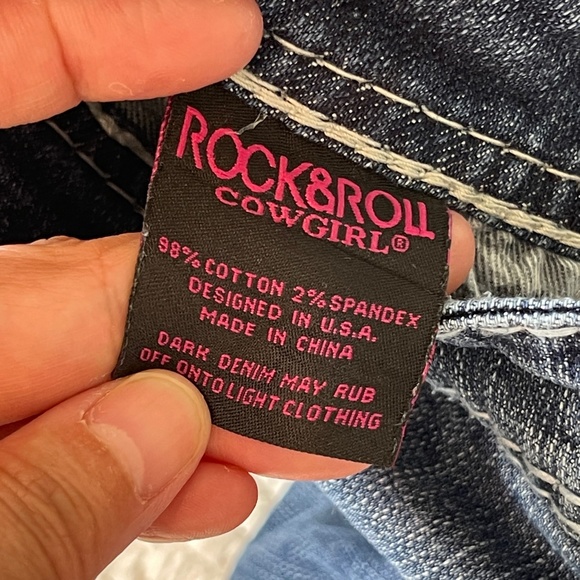 ROCK&ROLL
COWGIRL®
98% COTTON 2% SPANDEX
DESIGNED IN U.S.A.
MADE IN CHINA
DARK DENIM MAY RUB
OFF ONTO LIGHT CLOTHING